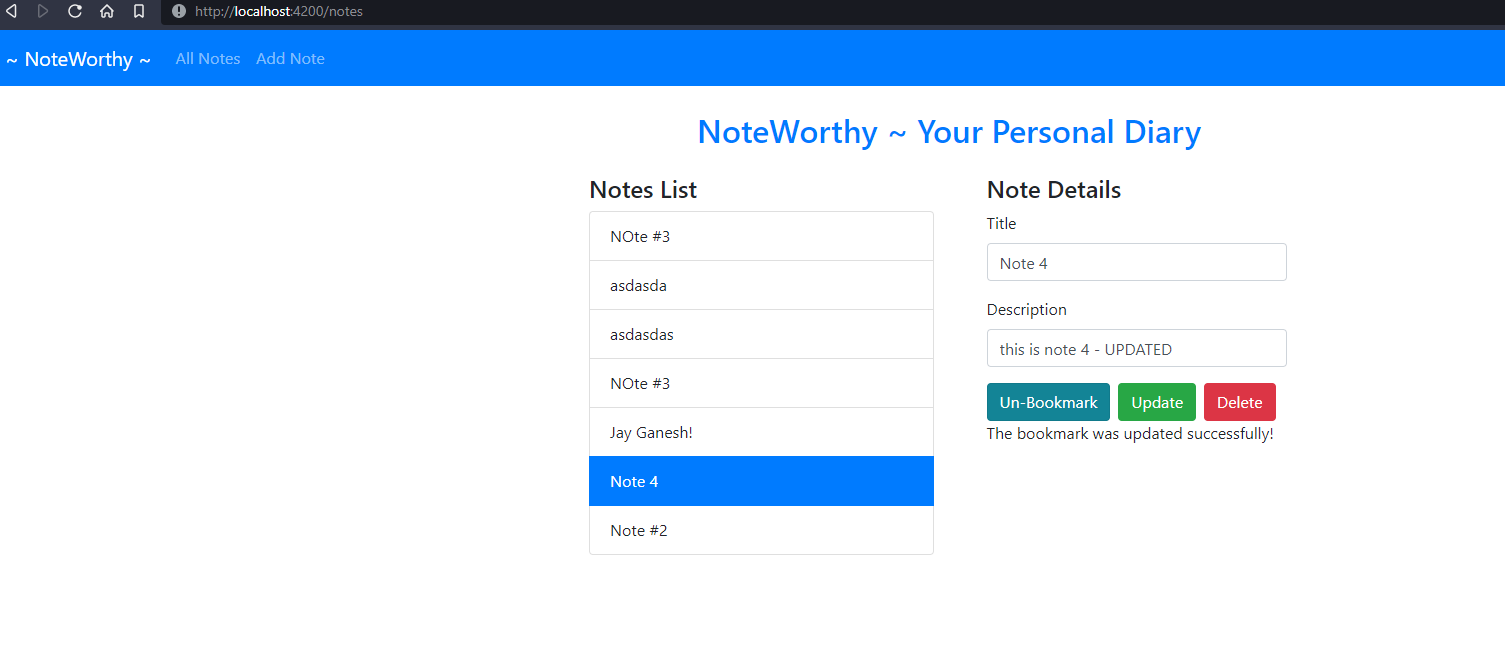 http://localhost:4200/notes
~ NoteWorthy ~ All Notes Add Note
NoteWorthy ~ Your Personal Diary
Notes List
NOte #3
asdasda
asdasdas
NOte #3
Jay Ganesh!
Note 4
Note #2
Note Details
Title
Note 4
Description
this is note 4 - UPDATED
Un-Bookmark Update Delete
The bookmark was updated successfully!